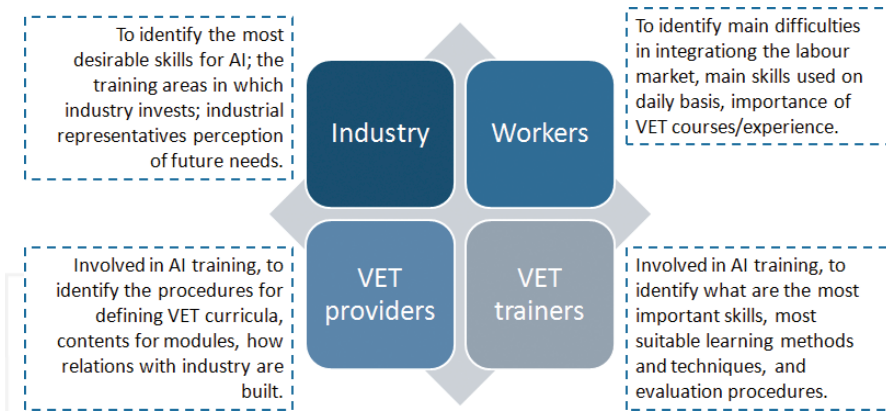 To identify the most
desirable skills for AI; the
training areas in which
industry invests; industrial
representatives perception
of future needs.
Industry
Workers
To identify main difficulties
in integrationg the labour
market, main skills used on
daily basis, importance of
VET courses/experience.
Involved in AI training, to
identify the procedures for
defining VET curricula,
contents for modules, how
relations with industry are
built.
VET
providers
VET
trainers
Involved in AI training, to
identify what are the most
important skills, most
suitable learning methods
and techniques, and
evaluation procedures.